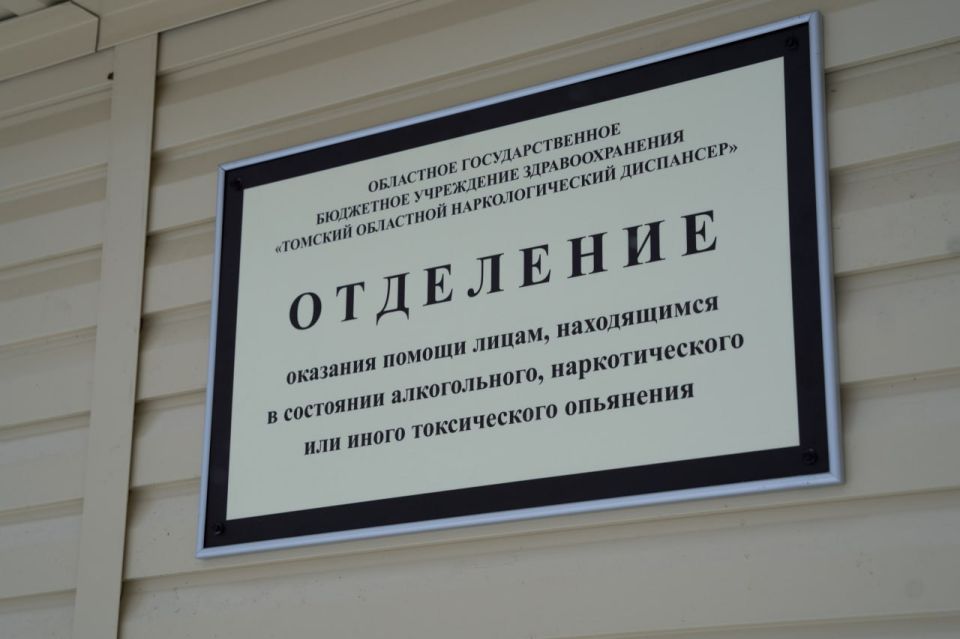 ОБЛАСТНОЕ ГОСУДАРСТВЕННОЕ
БЮДЖЕТНОЕ УЧРЕЖДЕНИЕ ЗДРАВООХРАНЕНИЯ
«ТОМСКИЙ ОБЛАСТНОЙ НАРКОЛОГИЧЕСКИЙ ДИСПАНСЕР»
ОТДЕЛЕНИЕ
оказания помощи лицам, находящимся
в состоянии алкогольного, наркотического
или иного токсического опьянения